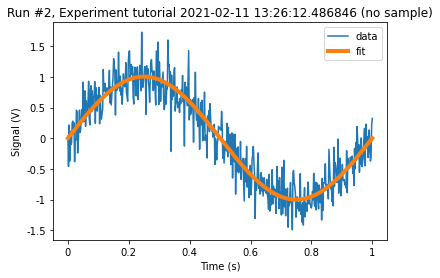 Run #2, Experiment tutorial 2021-02-11 13:26:12.486846 (no sample)
data
fit
Signal (V)
1.5
1.0
0.5
0
-0.5
-1.0
-1.5
0
0.2
0.4
0.6
0.8
1
Time (s)